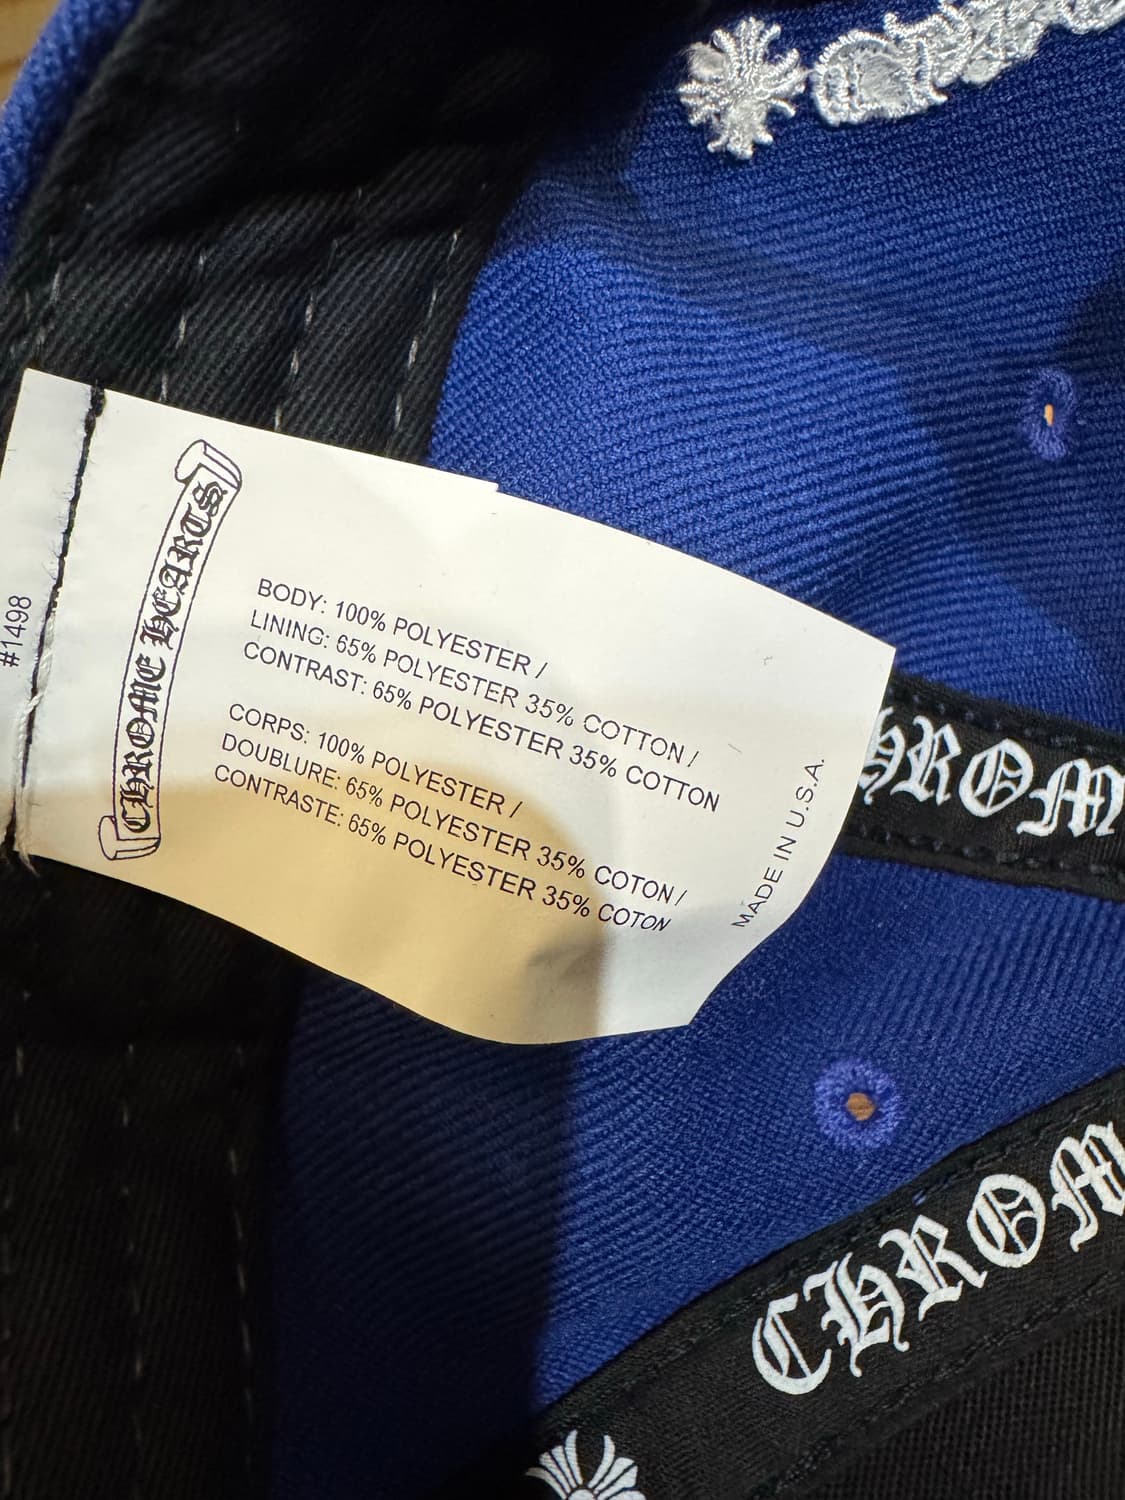 #1498
CHROME HEARTS
BODY: 100% POLYESTER /
LINING: 65% POLYESTER 35% COTTON /
CONTRAST: 65% POLYESTER 35% COTTON
CORPS: 100% POLYESTER /
DOUBLURE: 65% POLYESTER 35% COTON /
CONTRASTE: 65% POLYESTER 35% COTON
MADE IN U.S.A.
HROM
CHROM